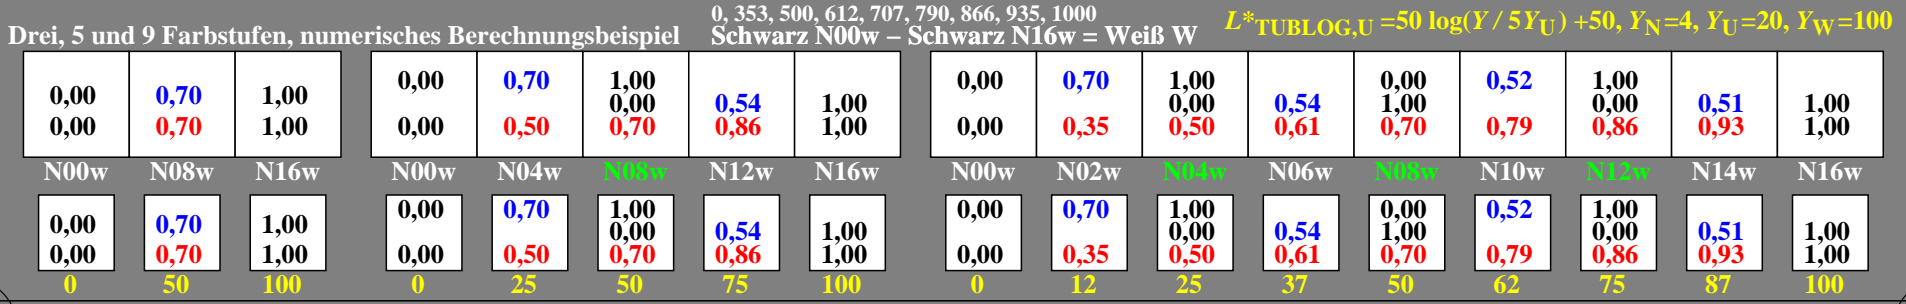 0, 353, 500, 612, 707, 790, 866, 935, 1000
Drei, 5 und 9 Farbstufen, numerisches Berechnungsbeispiel Schwarz N00w – Schwarz N16w = Weiß W L*TUBLOG,U =50 log(Y / 5YU) +50, YN=4, YU=20, YW=100
0,00 0,70 1,00 0,00 0,70 1,00 0,00 0,52 1,00
0,00 0,70 1,00 0,00 0,54 1,00 0,00 0,54 1,00 0,00 0,51 1,00
0,00 0,70 1,00 0,00 0,50 0,70 0,86 1,00 0,00 0,35 0,50 0,61 0,70 0,79 0,86 0,93 1,00
N00w N08w N16w N00w N04w N08w N12w N16w N00w N02w N04w N06w N08w N10w N12w N14w N16w
0,00 0,70 1,00 0,00 0,70 1,00 0,00 0,52 1,00
0,00 0,70 1,00 0,00 0,54 1,00 0,00 0,54 1,00 0,00 0,51 1,00
0,00 0,70 1,00 0,00 0,50 0,70 0,86 1,00 0,00 0,35 0,50 0,61 0,70 0,79 0,86 0,93 1,00
0 50 100 0 25 50 75 100 0 12 25 37 50 62 75 87 100